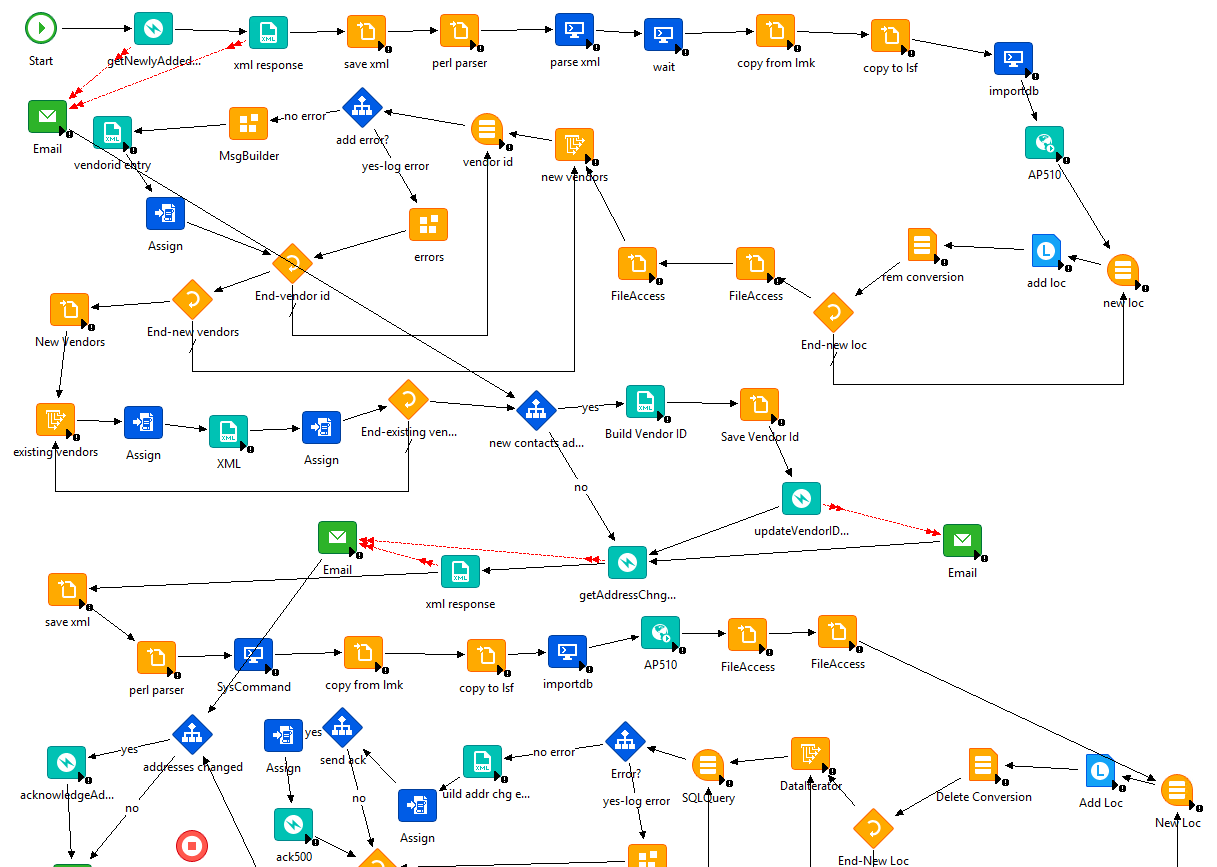 Start
getNewlyAdded...
xml response
save xml
perl parser
parse xml
wait
copy from lmk
copy to lsf
importdb
Email
vendorid entry
MsgBuilder
no error
add error?
yes-log error
vendor id
new vendors
AP510
Assign
errors
End-vendor id
FileAccess
FileAccess
rem conversion
add loc
new loc
New Vendors
End-new vendors
End-new loc
existing vendors
Assign
XML
Assign
End-existing ven...
new contacts ad...
yes
Build Vendor ID
Save Vendor Id
no
updateVendorID...
Email
Email
xml response
getAddressChng...
save xml
perl parser
SysCommand
copy from lmk
copy to lsf
importdb
AP510
FileAccess
FileAccess
yes
addresses changed
acknowledgeAd...
no
Assign
yes
send ack
no
ack500
Assign
uild addr chg e...
no error
Error?
yes-log error
SQLQuery
DataIterator
Delete Conversion
Add Loc
New Loc
End-New Loc